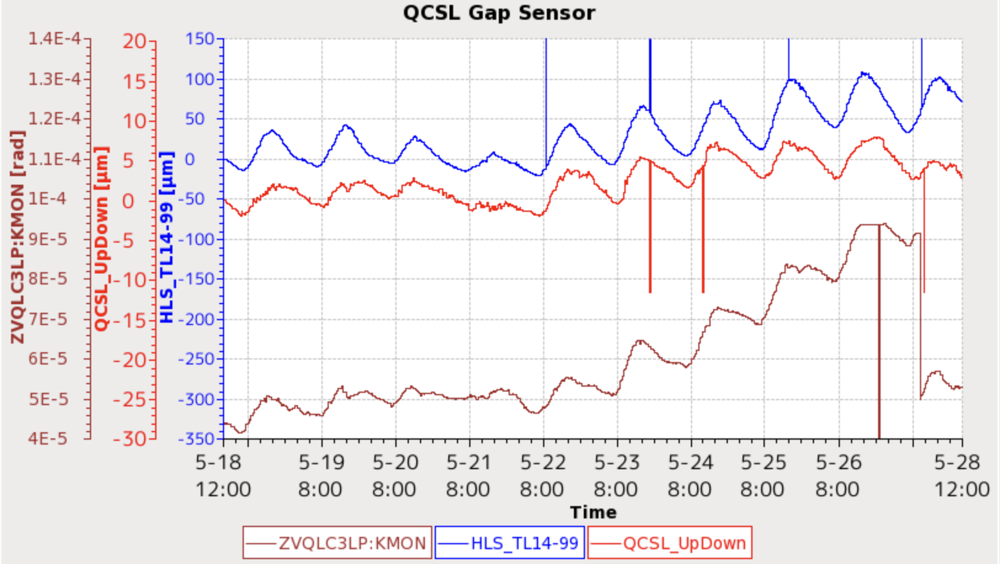 QCSL Gap Sensor
ZVQLC3LP:KMON [rad]
1.4E-4
1.3E-4
1.2E-4
1.1E-4
1E-4
9E-5
8E-5
7E-5
6E-5
5E-5
4E-5
QCSL_UpDown [μm]
20
15
10
5
0
-5
-10
-15
-20
-25
-30
HLS_TL14-99 [μm]
150
100
50
0
-50
-100
-150
-200
-250
-300
-350
5-18 5-19 5-20 5-21 5-22 5-23 5-24 5-25 5-26 5-28
12:00 8:00 8:00 8:00 8:00 8:00 8:00 8:00 8:00 12:00
Time
ZVQLC3LP:KMON HLS_TL14-99 QCSL_UpDown